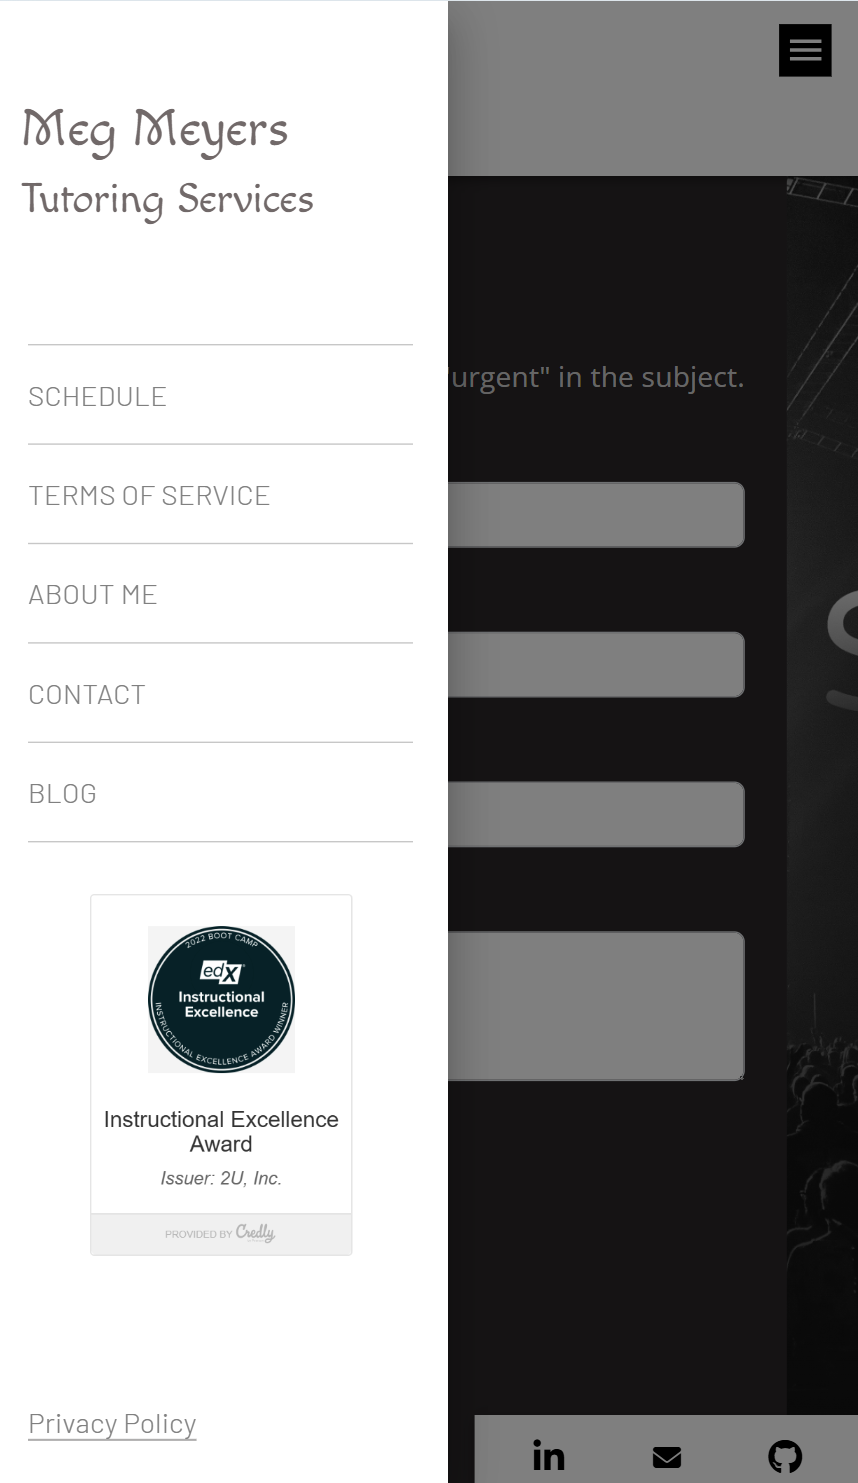 Meg Meyers
Tutoring Services
"urgent" in the subject.
SCHEDULE
TERMS OF SERVICE
ABOUT ME
CONTACT
BLOG
2022 BOOT CAMP
edX
Instructional
Excellence
INSTRUCTIONAL EXCELLENCE AWARD WINNER
Instructional Excellence
Award
Issuer: 2U, Inc.
PROVIDED BY Credly
Privacy Policy
in